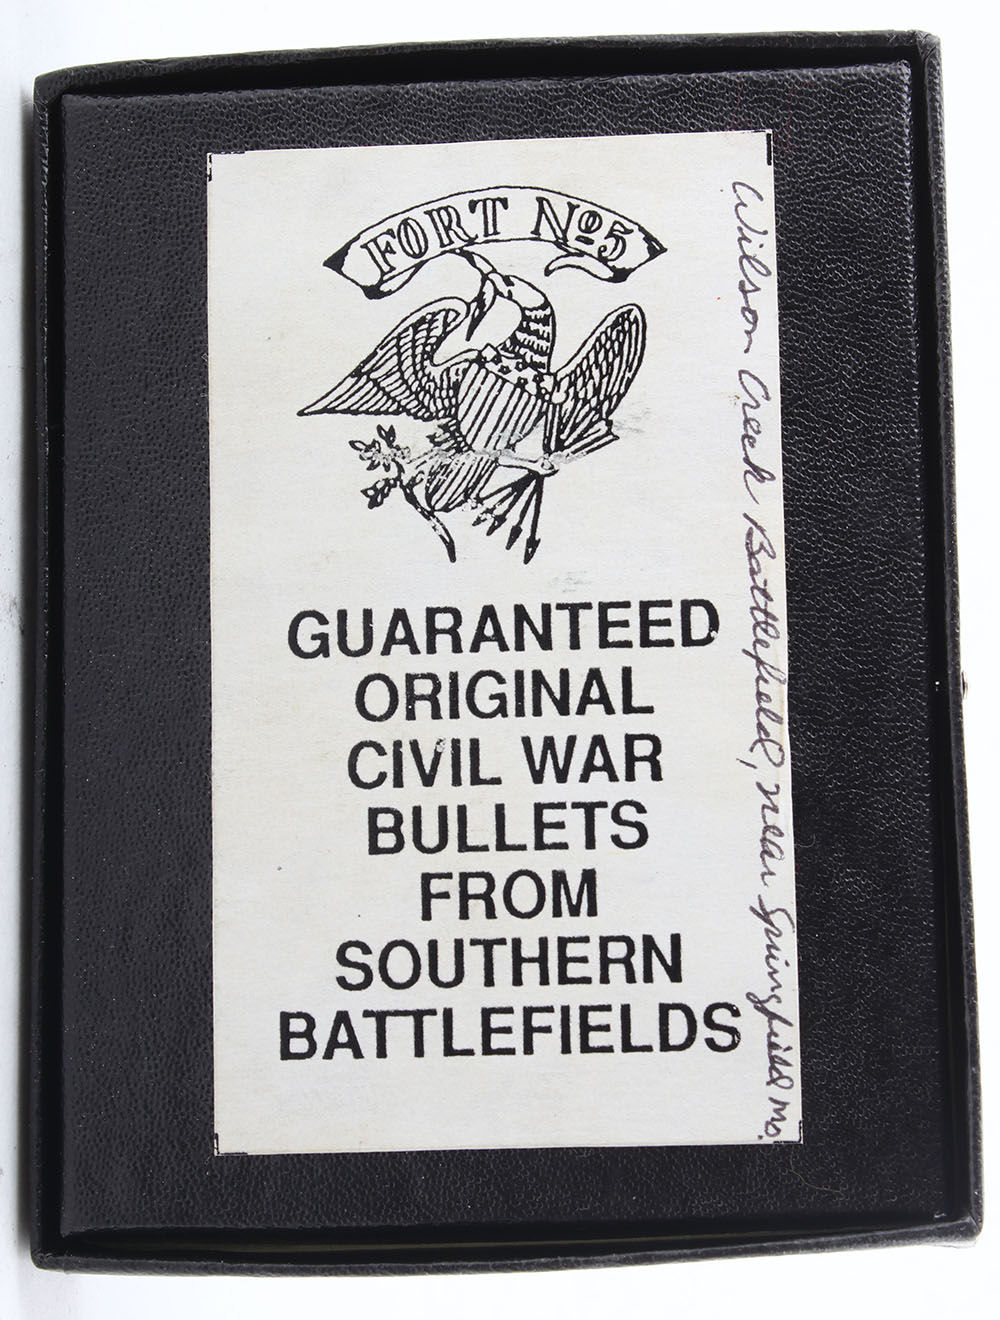 FORT Nº5
GUARANTEED
ORIGINAL
CIVIL WAR
BULLETS
FROM
SOUTHERN
BATTLEFIELDS
Wilson Creek Battlefield, near Springfield Mo.